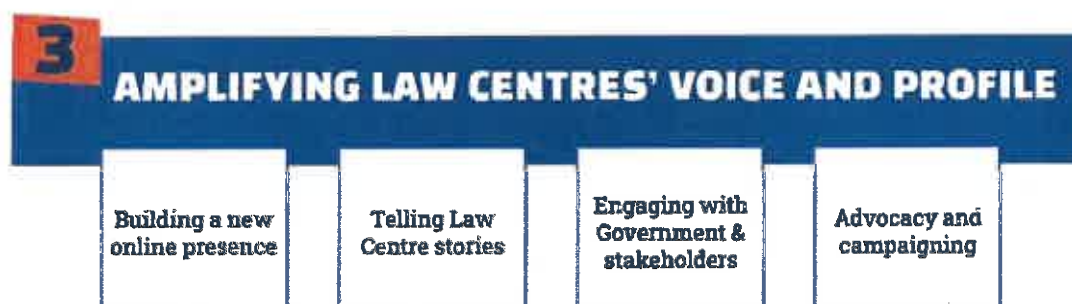 3
AMPLIFYING LAW CENTRES' VOICE AND PROFILE
Building a new
online presence
Telling Law
Centre stories
Engaging with
Government &
stakeholders
Advocacy and
campaigning